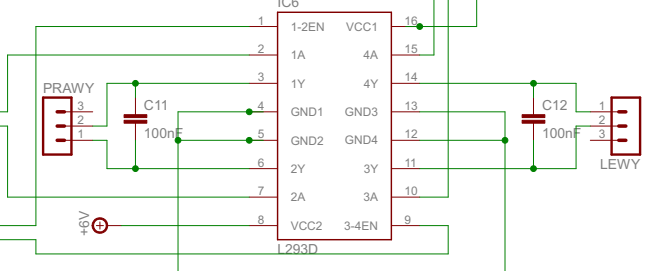 IC6
1
1-2EN
VCC1
16
2
1A
4A
15
PRAWY
3
1Y
4Y
14
3
2
1
C11
100nF
C12
100nF
1
2
3
LEWY
4
GND1
GND3
13
5
GND2
GND4
12
6
2Y
3Y
11
7
2A
3A
10
+6V
8
VCC2
3-4EN
9
L293D